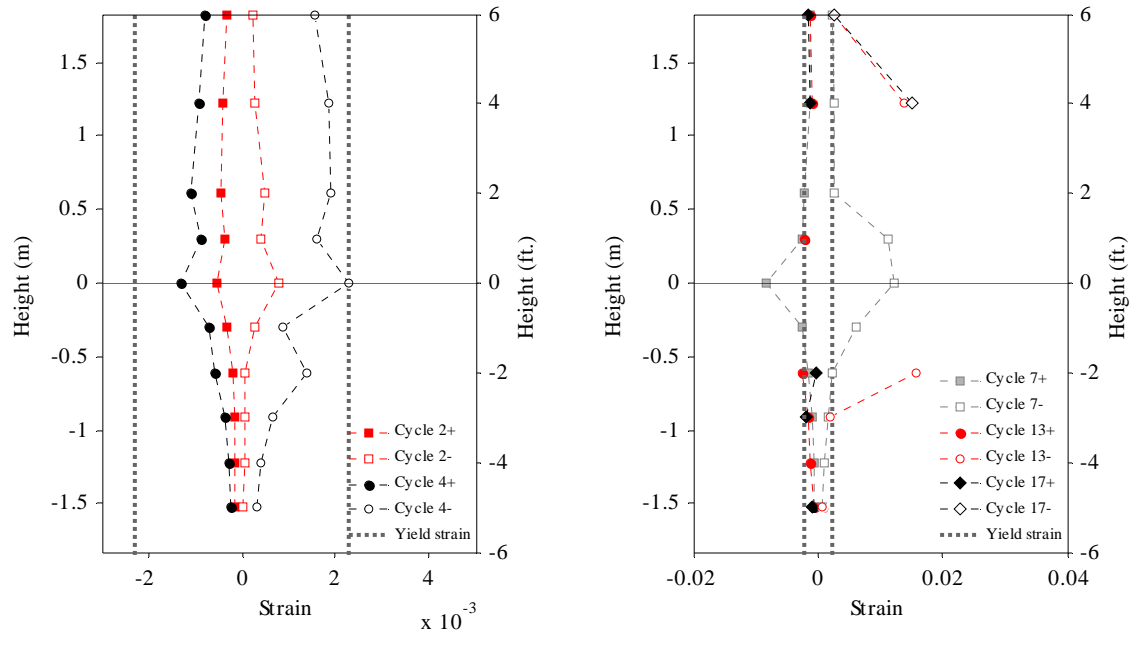 1.5
1
0.5
0
-0.5
-1
-1.5
Height (m)
6
4
2
0
-2
-4
-6
Height (ft.)
Cycle 2+
Cycle 2-
Cycle 4+
Cycle 4-
Yield strain
-2
0
2
4
Strain
x 10-3
1.5
1
0.5
0
-0.5
-1
-1.5
Height (m)
6
4
2
0
-2
-4
-6
Height (ft.)
Cycle 7+
Cycle 7-
Cycle 13+
Cycle 13-
Cycle 17+
Cycle 17-
Yield strain
-0.02
0
0.02
0.04
Strain